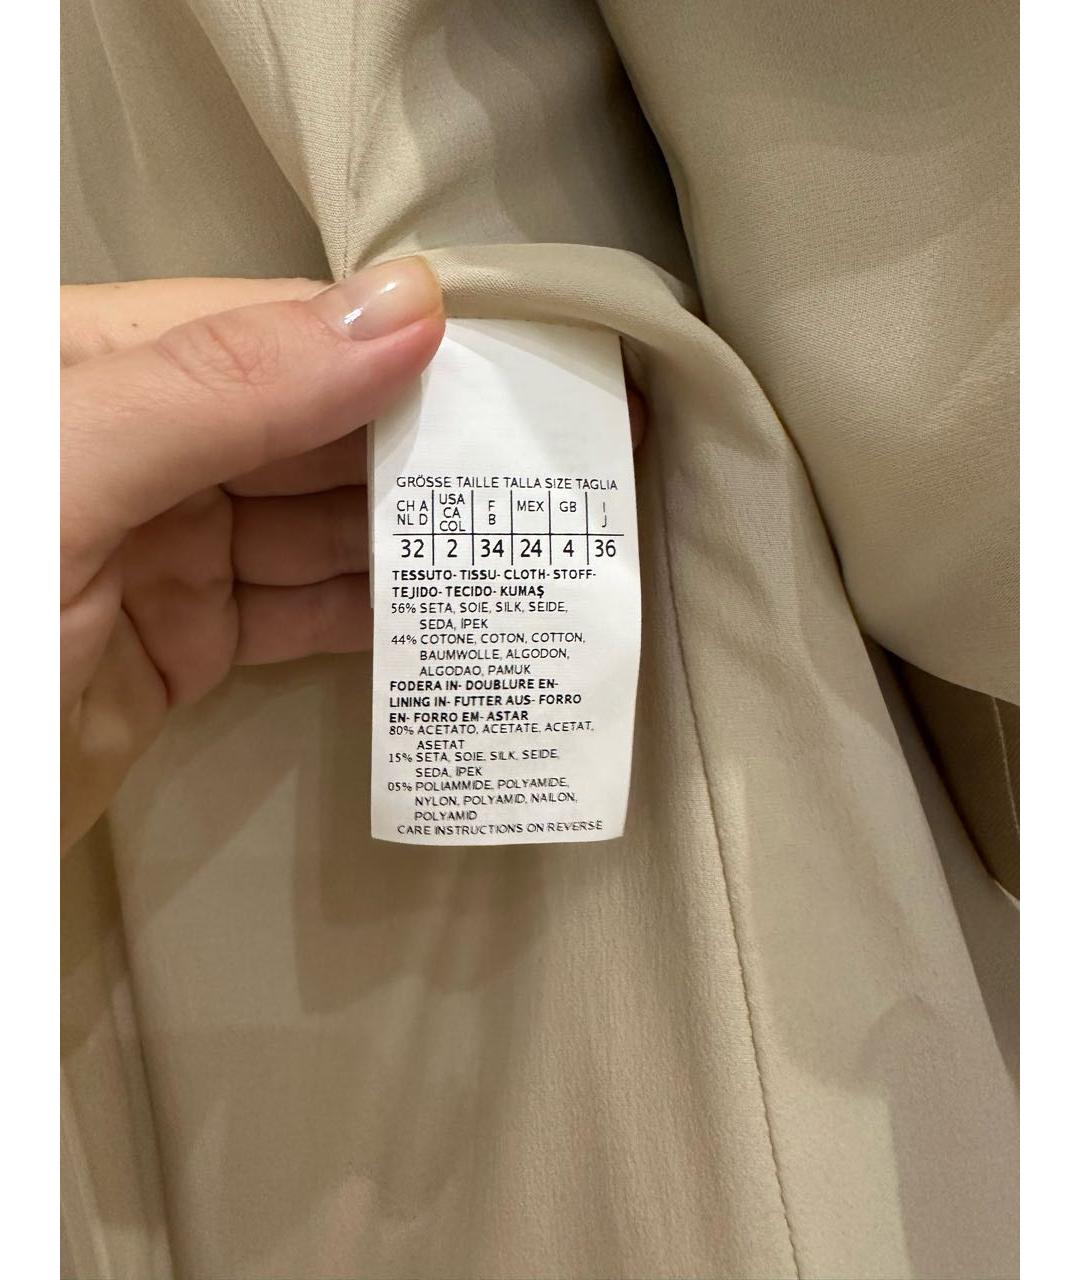 GRÖSSE TAILLE TALLA SIZE TAGLIA
CH A USA F MEX GB I
NL D CA B J
COL
32 2 34 24 4 36
TESSUTO- TISSU- CLOTH- STOFF-
TEJIDO- TECIDO- KUMAŞ
56% SETA, SOIE, SILK, SEIDE,
SEDA, İPEK
44% COTONE, COTON, COTTON,
BAUMWOLLE, ALGODON,
ALGODAO, PAMUK
FODERA IN- DOUBLURE EN-
LINING IN- FUTTER AUS- FORRO
EN- FORRO EM- ASTAR
80% ACETATO, ACETATE, ACETAT,
ASETAT
15% SETA, SOIE, SILK, SEIDE,
SEDA, İPEK
05% POLIAMMIDE, POLYAMIDE,
NYLON, POLYAMID, NAILON,
POLYAMID
CARE INSTRUCTIONS ON REVERSE